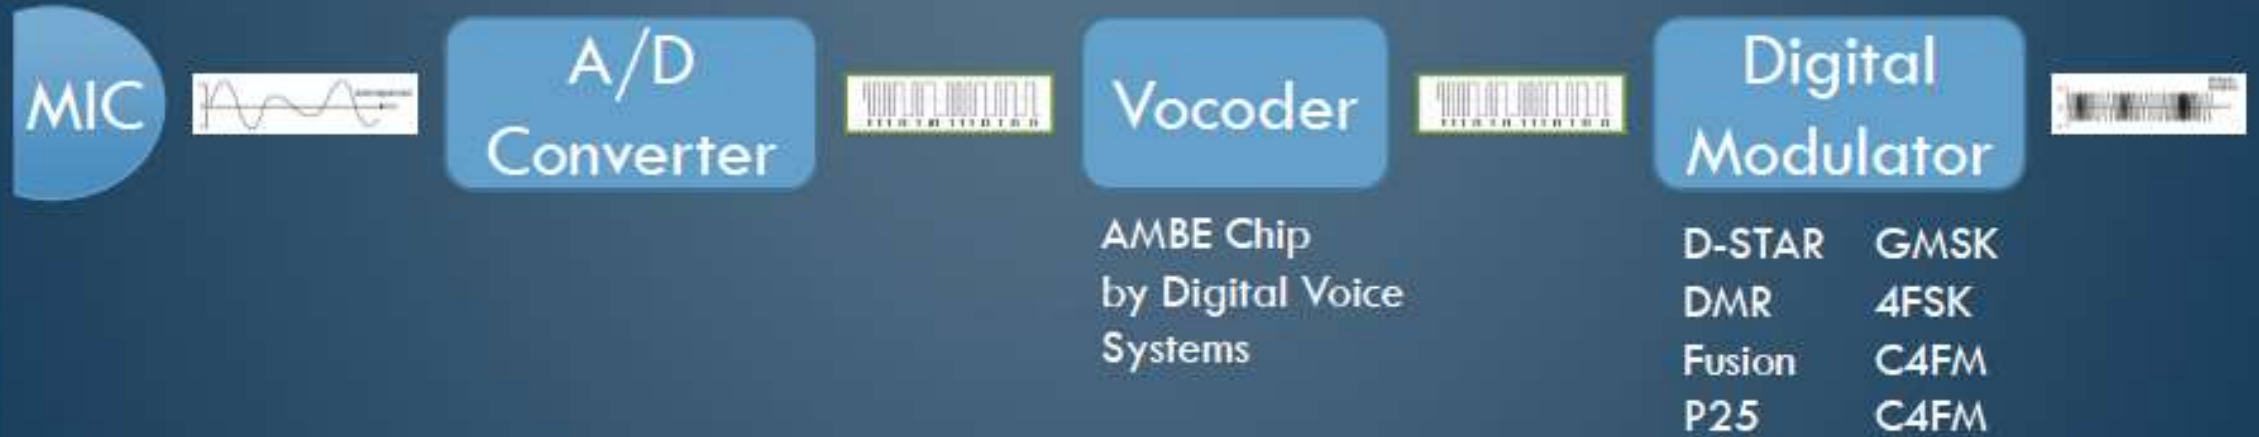 MIC
A/D
Converter
Vocoder
Digital
Modulator
AMBE Chip
by Digital Voice
Systems
D-STAR GMSK
DMR 4FSK
Fusion C4FM
P25 C4FM